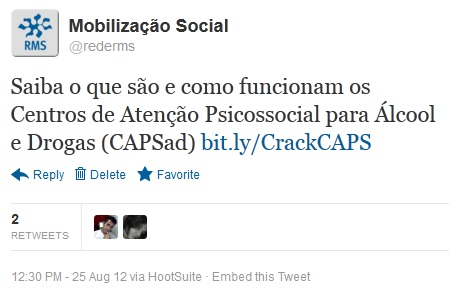 RMS
Mobilização Social
@rederms
Saiba o que são e como funcionam os
Centros de Atenção Psicossocial para Álcool
e Drogas (CAPSad) bit.ly/CrackCAPS
Reply Delete Favorite
2
RETWEETS
12:30 PM - 25 Aug 12 via HootSuite · Embed this Tweet